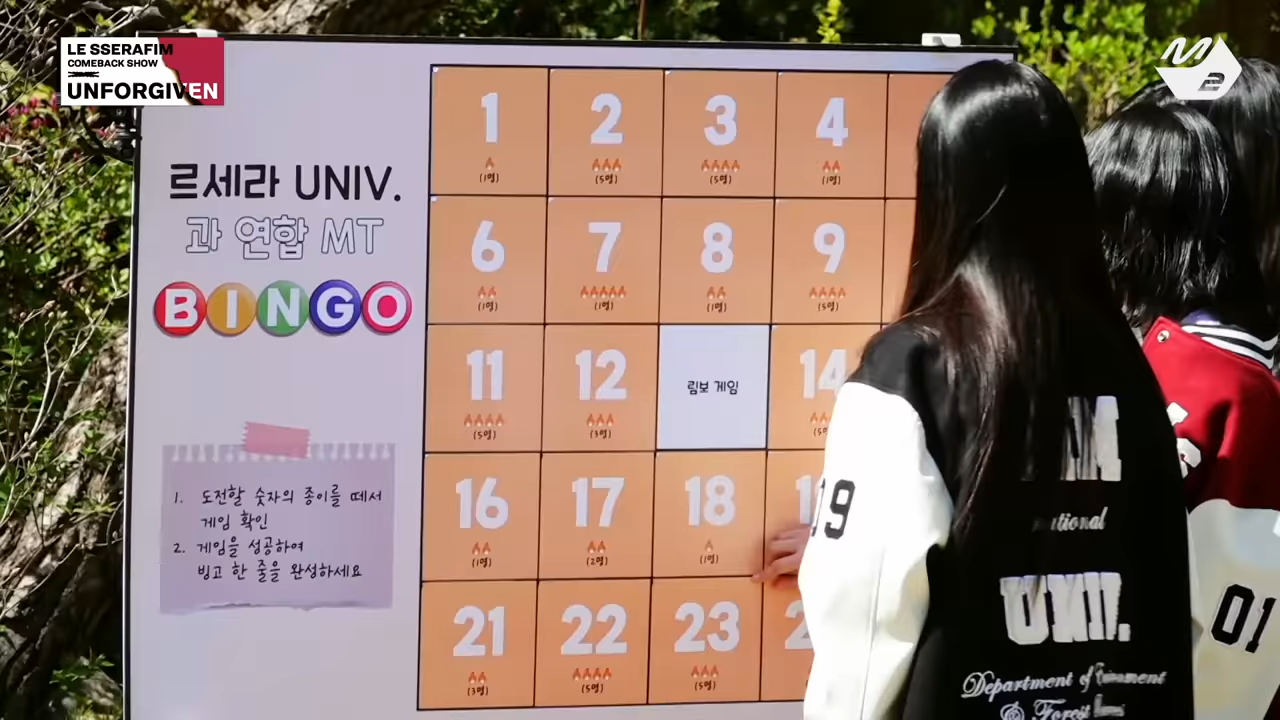 LE SSERAFIM
COMEBACK SHOW
UNFORGIVEN
M2
르세라 UNIV.
과 연합 MT
BINGO
1. 도전할 숫자의 종이를 떼서
게임 확인
2. 게임을 성공하여
빙고 한 줄을 완성하세요
1 2 3 4
(1명) (5명) (5명) (1명)
6 7 8 9
(1명) (1명) (1명) (5명)
11 12 림보 게임 14
(5명) (3명)
16 17 18
(1명) (2명) (1명)
21 22 23
(3명) (5명) (5명)
19
01
UNIV.
Department of
& Forest